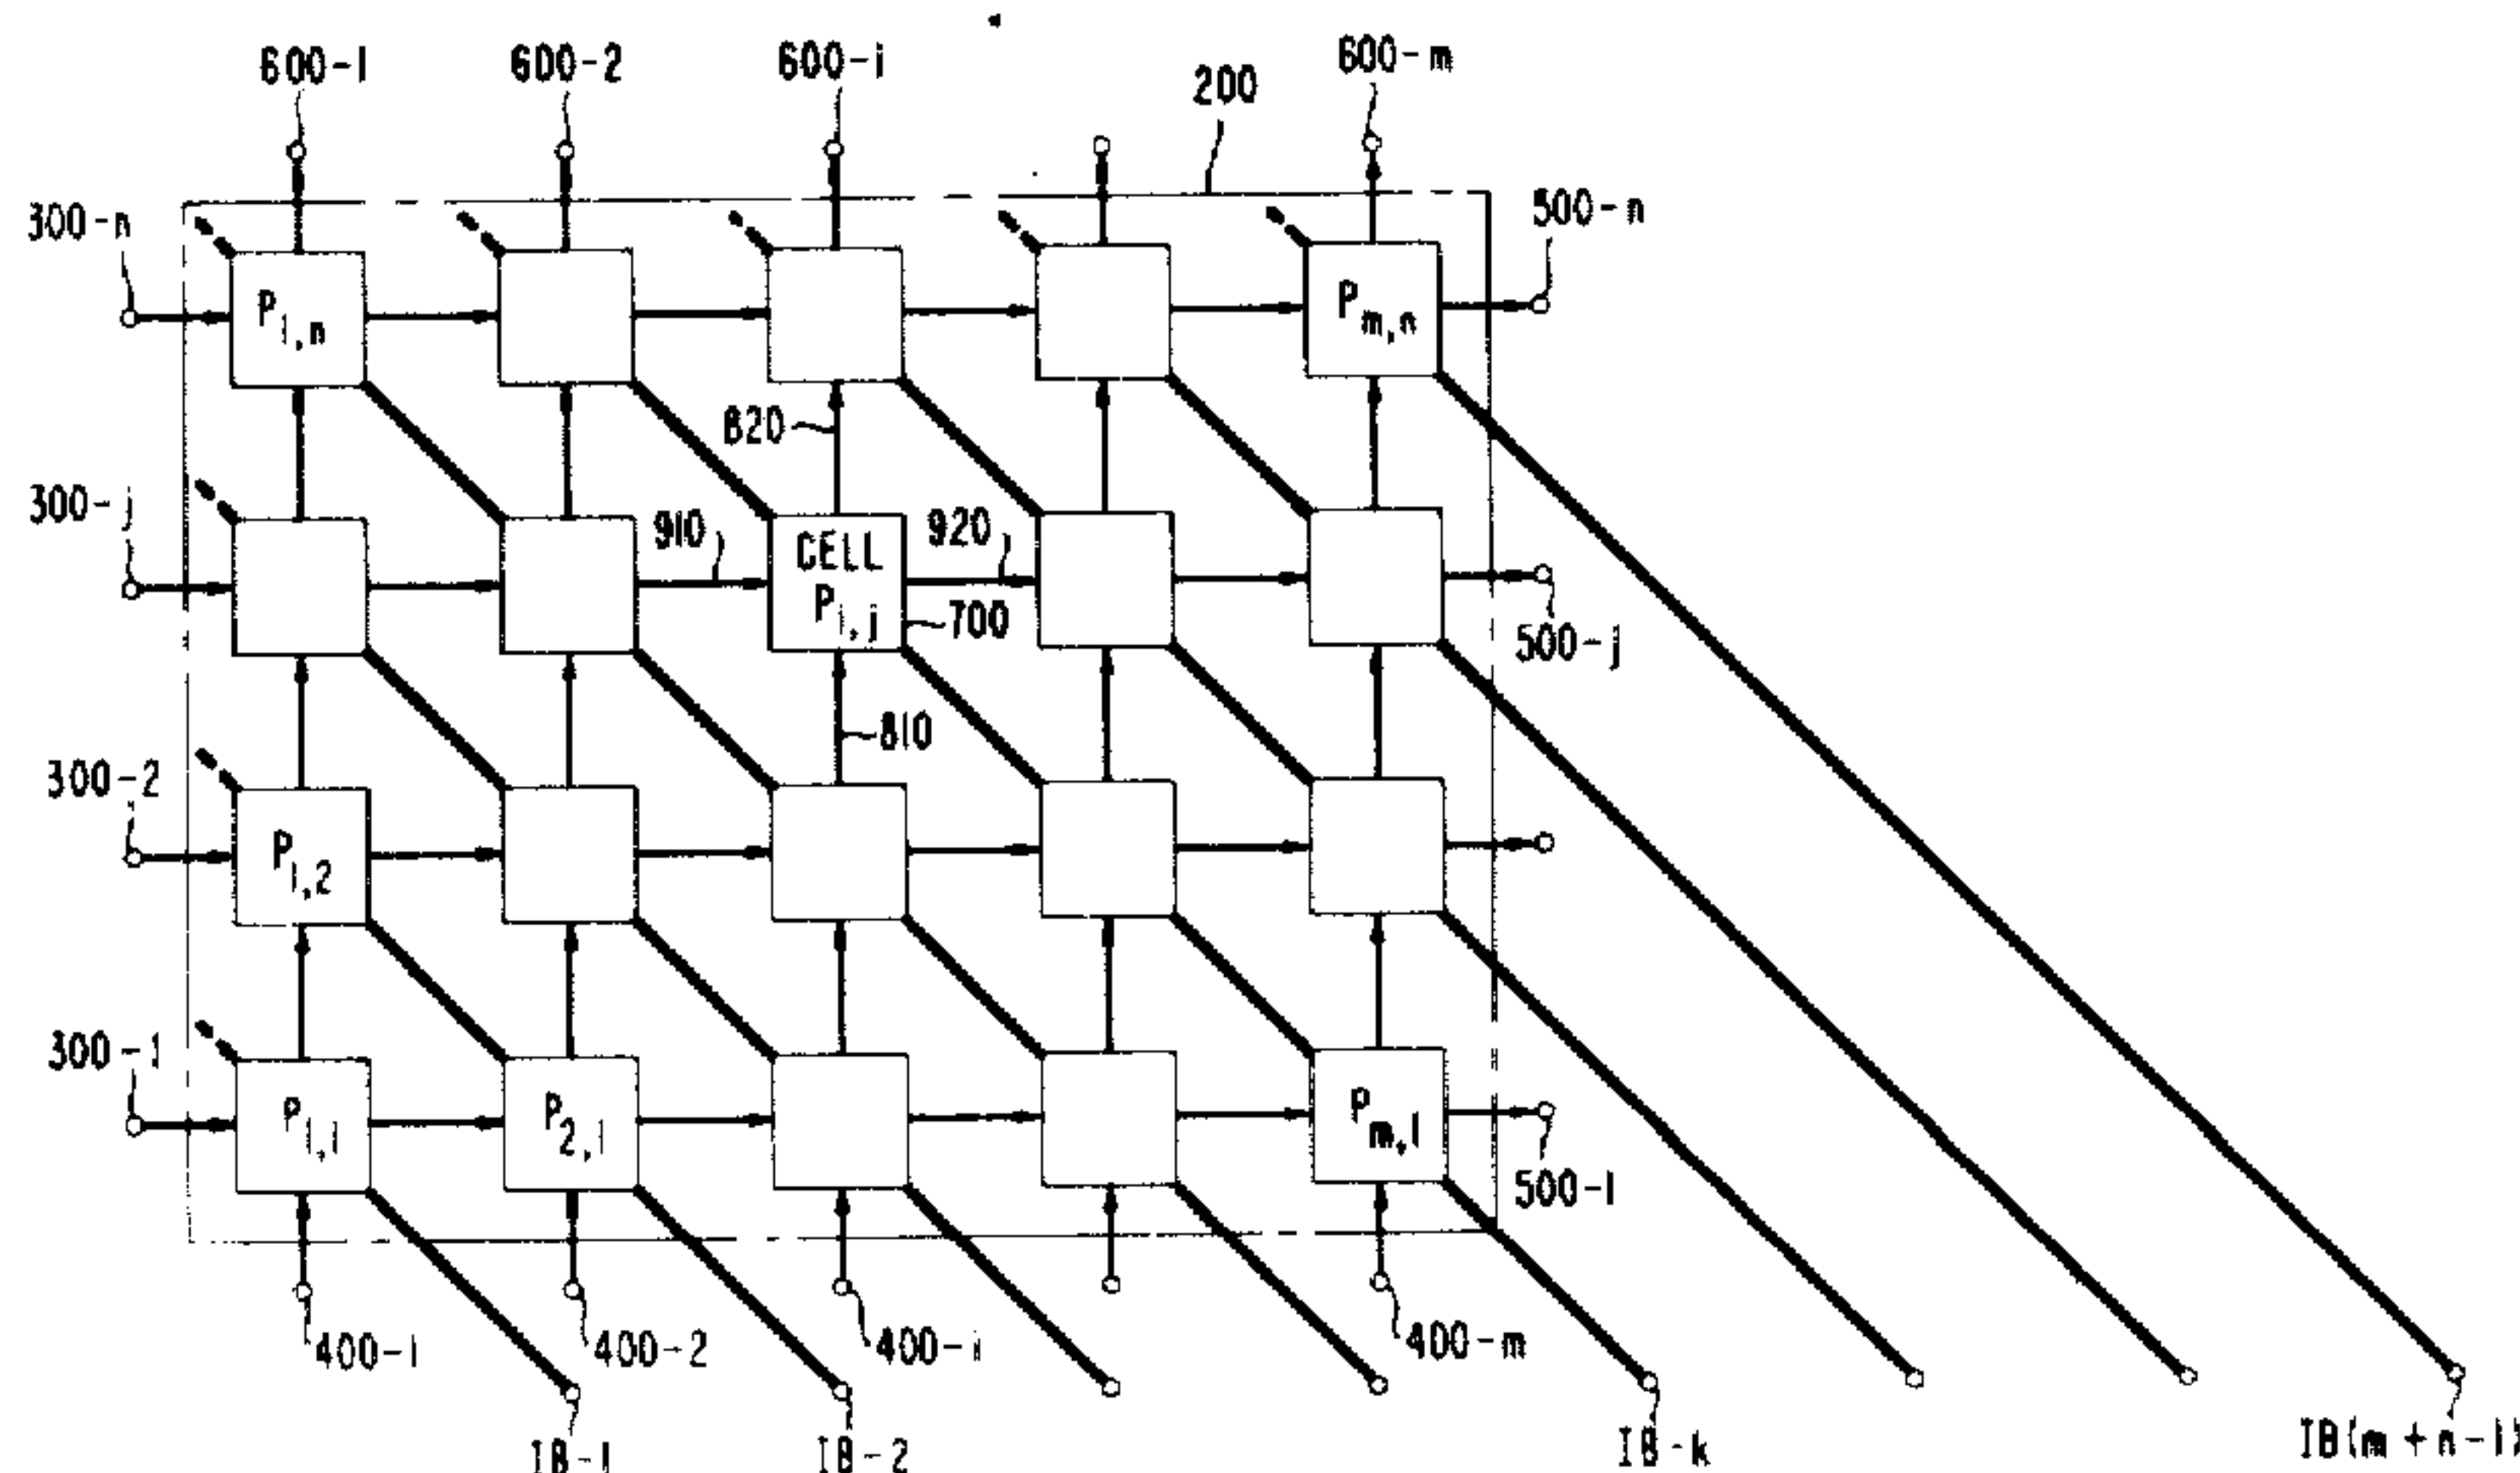 600-1
600-2
600-i
600-m
200
300-n
500-n
P1,n
Pm,n
820
300-j
910
CELL
Pi,j
920
700
500-j
810
300-2
P1,2
300-1
P1,1
P2,1
Pm,1
500-1
400-1
400-2
400-i
400-m
IB-1
IB-2
IB-k
IB(m+n-1)